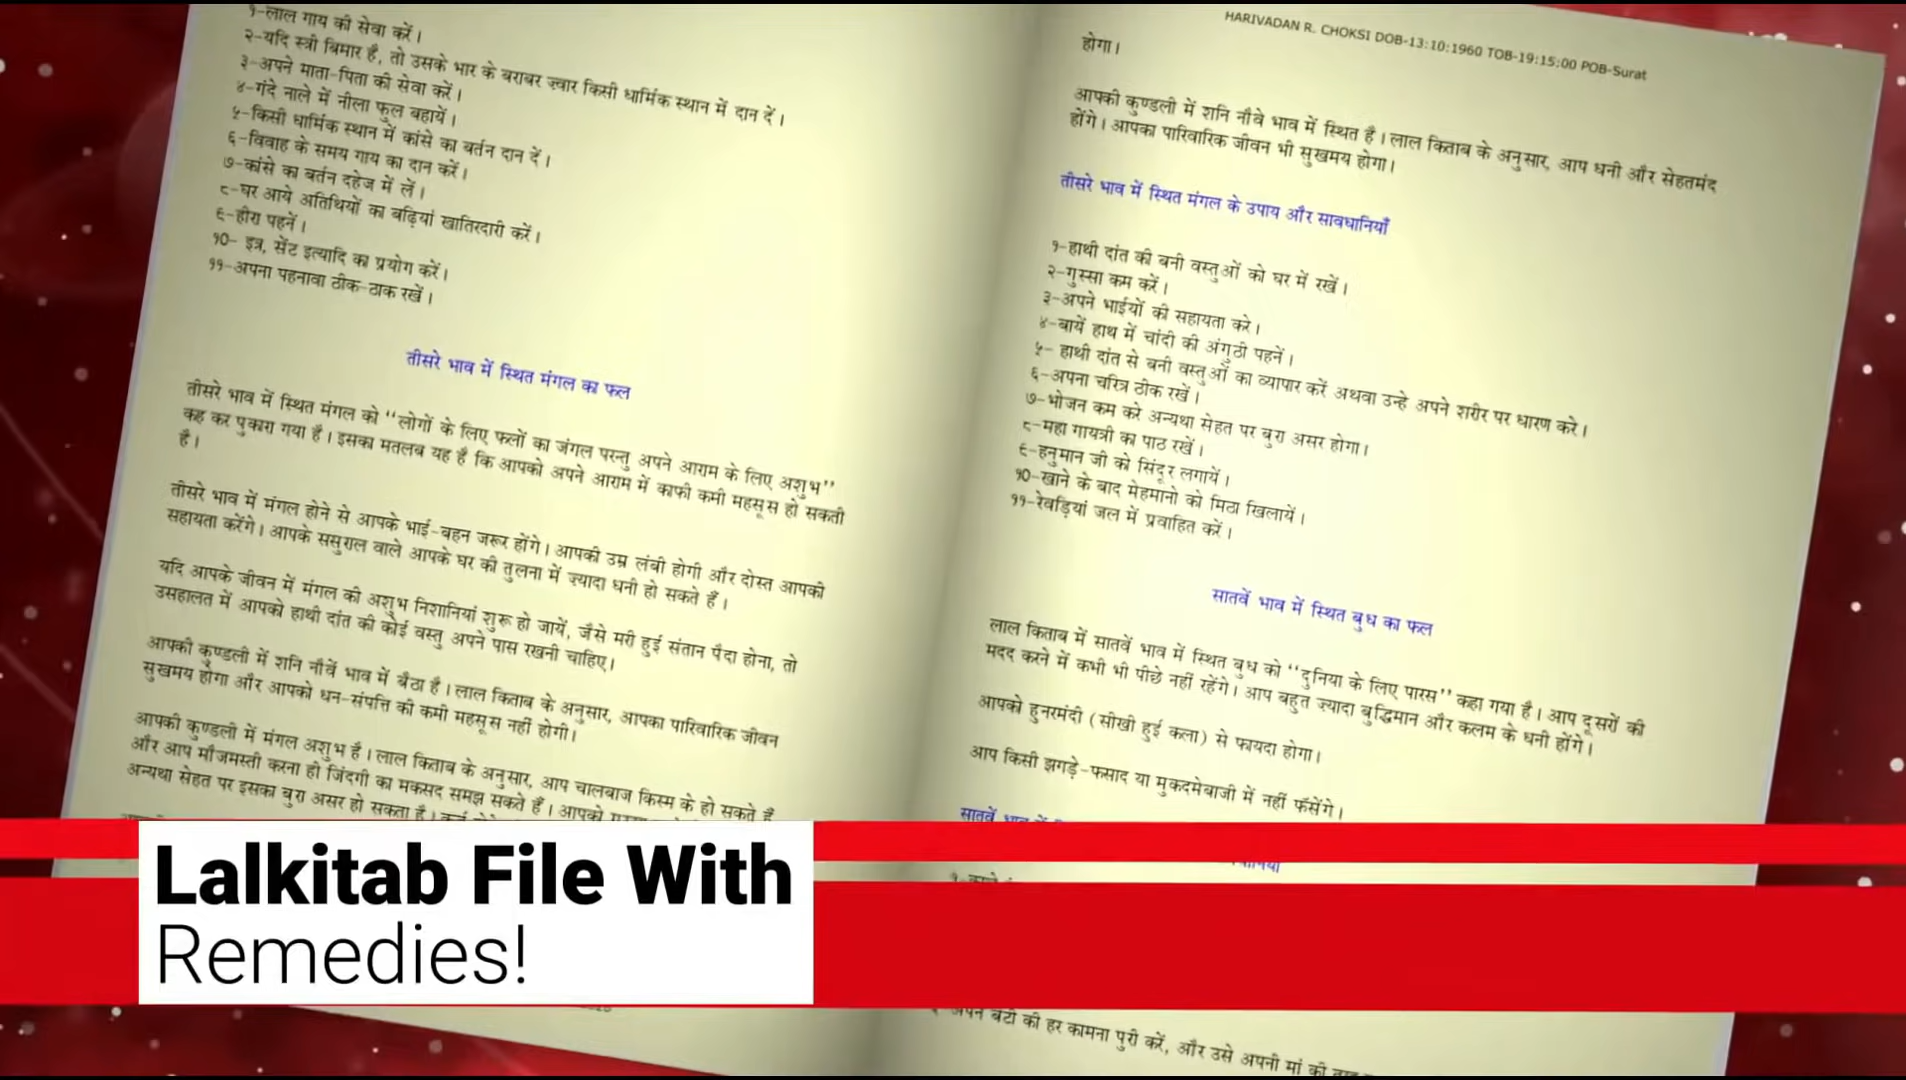 १-लाल गाय की सेवा करें।
२-यदि स्त्री बिमार है, तो उसके भार के बराबर ज्वार किसी धार्मिक स्थान में दान दें।
३-अपने माता-पिता की सेवा करें।
४-गंदे नाले में नीला फुल बहायें।
५-किसी धार्मिक स्थान में कांसे का बर्तन दान दें।
६-विवाह के समय गाय का दान करें।
७-कांसे का बर्तन दहेज में लें।
८-घर आये अतिथियों का बढ़ियां खातिरदारी करें।
९-हीरा पहनें।
१०- इत्र, सेंट इत्यादि का प्रयोग करें।
११-अपना पहनावा ठीक-ठाक रखें।
तीसरे भाव में स्थित मंगल का फल
तीसरे भाव में स्थित मंगल को "लोगों के लिए फलों का जंगल परन्तु अपने आराम के लिए अशुभ"
कह कर पुकारा गया है। इसका मतलब यह है कि आपको अपने आराम में काफी कमी महसूस हो सकती
है।
तीसरे भाव में मंगल होने से आपके भाई-बहन जरूर होंगे। आपकी उम्र लंबी होगी और दोस्त आपकी
सहायता करेंगे। आपके ससुराल वाले आपके घर की तुलना में ज़्यादा धनी हो सकते हैं।
यदि आपके जीवन में मंगल की अशुभ निशानियां शुरू हो जायें, जैसे मरी हुई संतान पैदा होना, तो
उसहालत में आपको हाथी दांत की कोई वस्तु अपने पास रखनी चाहिए।
आपकी कुण्डली में शनि नौवें भाव में बैठा है। लाल किताब के अनुसार, आपका पारिवारिक जीवन
सुखमय होगा और आपको धन-संपत्ति की कमी महसूस नहीं होगी।
आपकी कुण्डली में मंगल अशुभ है। लाल किताब के अनुसार, आप चालबाज किस्म के हो सकते हैं
और आप मौजमस्ती करना ही जिंदगी का मकसद समझ सकते हैं। आपको
अन्यथा सेहत पर इसका बुरा असर हो सकता है।
HARIVADAN R. CHOKSI DOB-13:10:1960 TOB-19:15:00 POB-Surat
होगा।
आपकी कुण्डली में शनि नौवे भाव में स्थित है। लाल किताब के अनुसार, आप धनी और सेहतमंद
होंगे। आपका पारिवारिक जीवन भी सुखमय होगा।
तीसरे भाव में स्थित मंगल के उपाय और सावधानियाँ
१-हाथी दांत की बनी वस्तुओं को घर में रखें।
२-गुस्सा कम करें।
३-अपने भाईयों की सहायता करे।
४-बायें हाथ में चांदी की अंगुठी पहनें।
५- हाथी दांत से बनी वस्तुओं का व्यापार करें अथवा उन्हे अपने शरीर पर धारण करे।
६-अपना चरित्र ठीक रखें।
७-भोजन कम करे अन्यथा सेहत पर बुरा असर होगा।
८-महा गायत्री का पाठ रखें।
९-हनुमान जी को सिंदूर लगायें।
१०-खाने के बाद मेहमानो को मिठा खिलायें।
११-रेवड़ियां जल में प्रवाहित करें।
सातवें भाव में स्थित बुध का फल
लाल किताब में सातवें भाव में स्थित बुध को "दुनिया के लिए पारस" कहा गया है। आप दूसरों की
मदद करने में कभी भी पीछे नहीं रहेंगे। आप बहुत ज़्यादा बुद्धिमान और कलम के धनी होंगे।
आपको हुनरमंदी (सीखी हुई कला) से फायदा होगा।
आप किसी झगड़े-फसाद या मुकदमेबाजी में नहीं फँसेंगे।
सातवें भाव में
अपने बेटी की हर कामना पुरी करें, और उसे अपनी मां की
Lalkitab File With
Remedies!